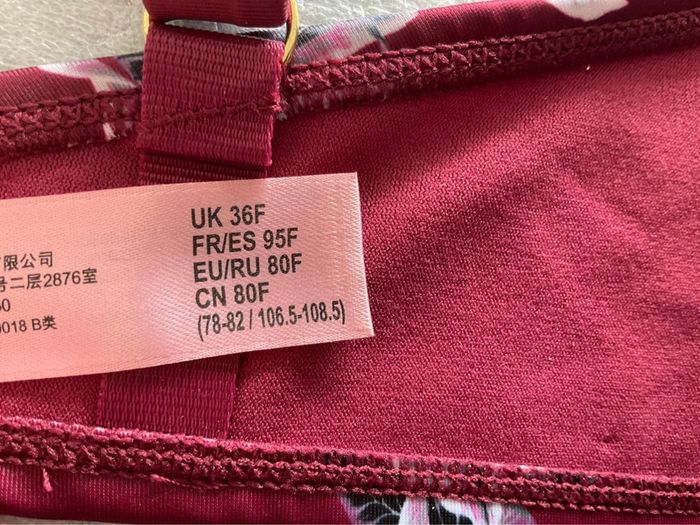 限公司
号二层2876室
0018 B类
UK 36F
FR/ES 95F
EU/RU 80F
CN 80F
(78-82 / 106.5-108.5)